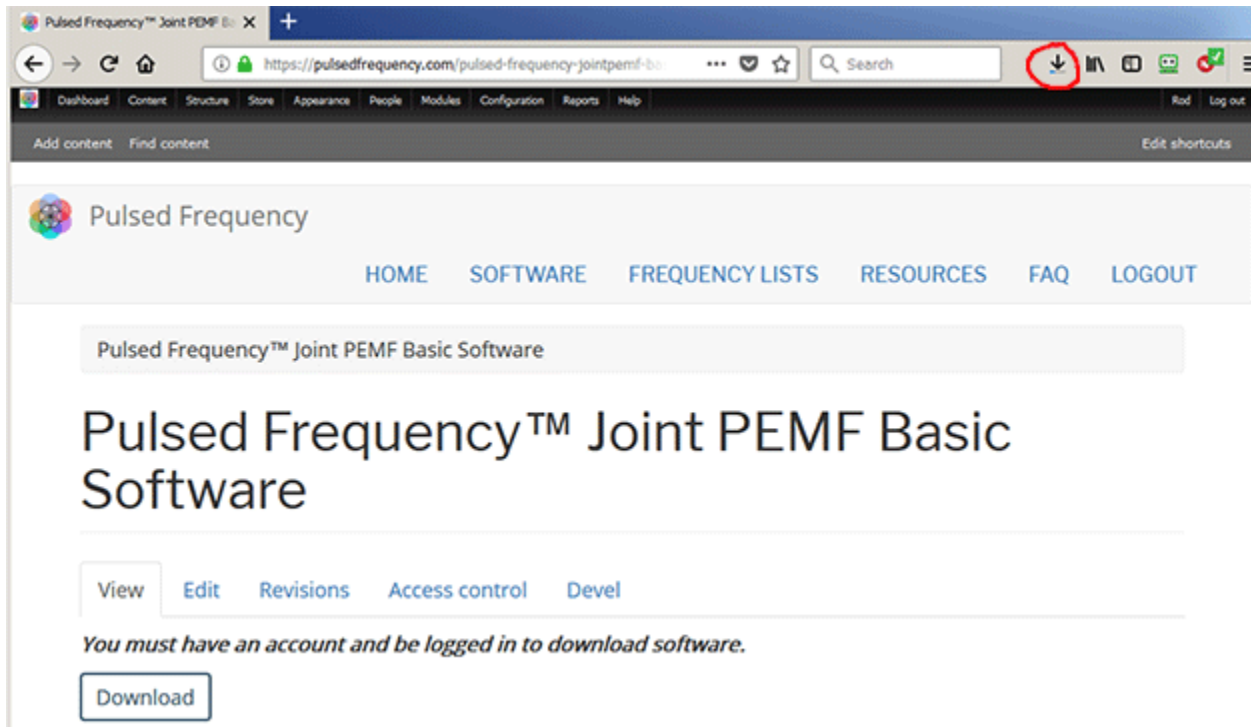 Pulsed Frequency™ Joint PEMF Ba
https://pulsedfrequency.com/pulsed-frequency-jointpemf-ba
Search
Dashboard Content Structure Store Appearance People Modules Configuration Reports Help Rod Log out
Add content Find content Edit shortcuts
Pulsed Frequency
HOME SOFTWARE FREQUENCY LISTS RESOURCES FAQ LOGOUT
Pulsed Frequency™ Joint PEMF Basic Software
Pulsed Frequency™ Joint PEMF Basic
Software
View Edit Revisions Access control Devel
You must have an account and be logged in to download software.
Download